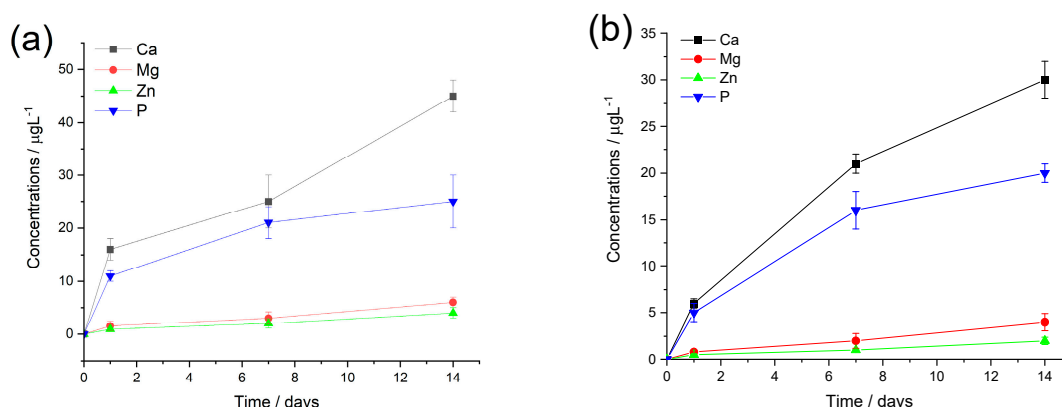 (a)
Ca
Mg
Zn
P
Concentrations / µgL-1
50
40
30
20
10
0
0 2 4 6 8 10 12 14
Time / days
(b)
Ca
Mg
Zn
P
Concentrations / µgL-1
35
30
25
20
15
10
5
0
0 2 4 6 8 10 12 14
Time / days